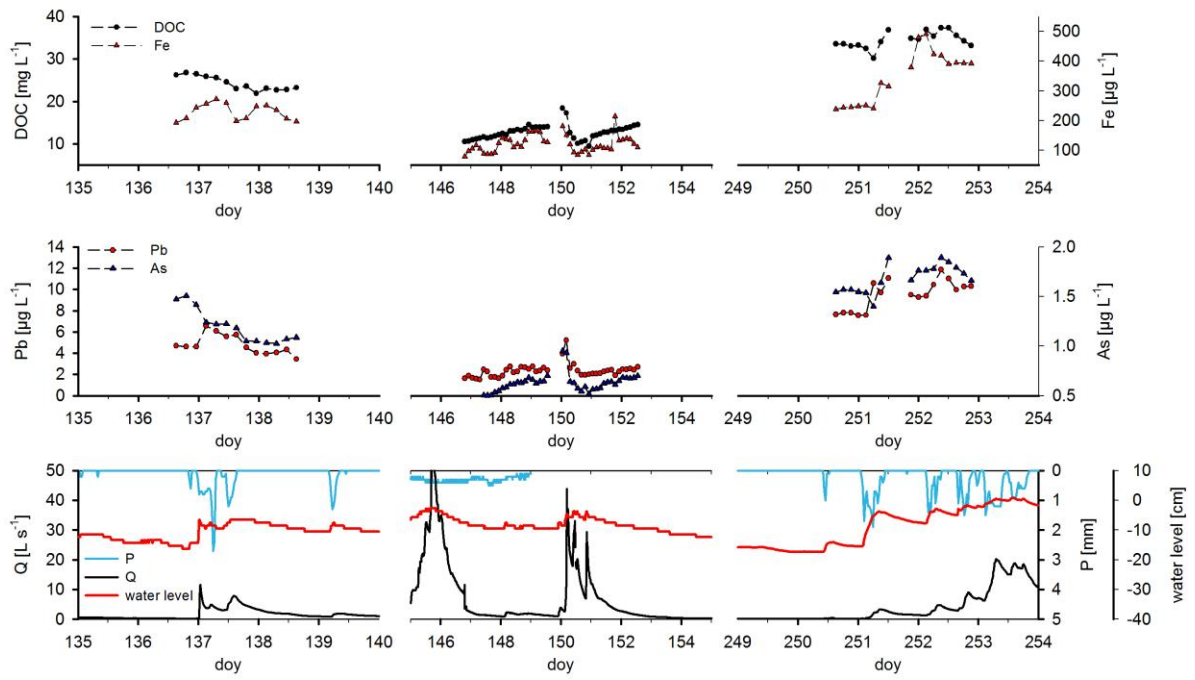 40
30
20
10
DOC [mg L⁻¹]
DOC
Fe
500
400
300
200
100
Fe [µg L⁻¹]
135 136 137 138 139 140
146 148 150 152 154
249 250 251 252 253 254
doy doy doy
14
12
10
8
6
4
2
0
Pb [µg L⁻¹]
Pb
As
2.0
1.5
1.0
0.5
As [µg L⁻¹]
135 136 137 138 139 140
146 148 150 152 154
249 250 251 252 253 254
doy doy doy
50
40
30
20
10
0
Q [L s⁻¹]
P
Q
water level
0
1
2
3
4
5
P [mm]
10
0
-10
-20
-30
-40
water level [cm]
135 136 137 138 139 140
146 148 150 152 154
249 250 251 252 253 254
doy doy doy